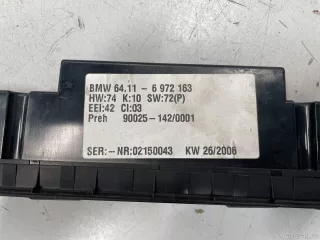 BMW 64.11 - 6 972 163
HW:74 K:10 SW:72(P)
EEI:42 CI:03
Preh 90025-142/0001
SER:-NR:02150043 KW 26/2006